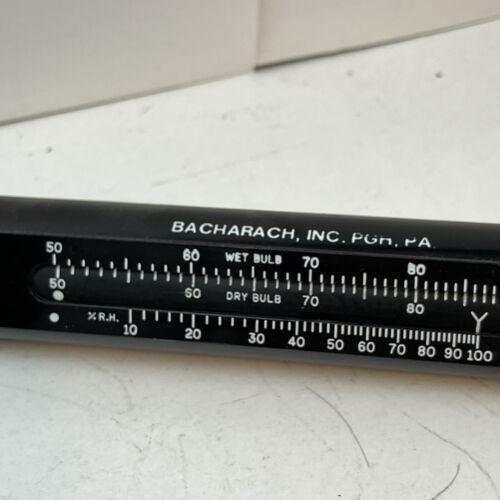 BACHARACH, INC. PGH, PA.
50 60 WET BULB 70 80
50 60 DRY BULB 70 80
% R.H. 10 20 30 40 50 60 70 80 90 100